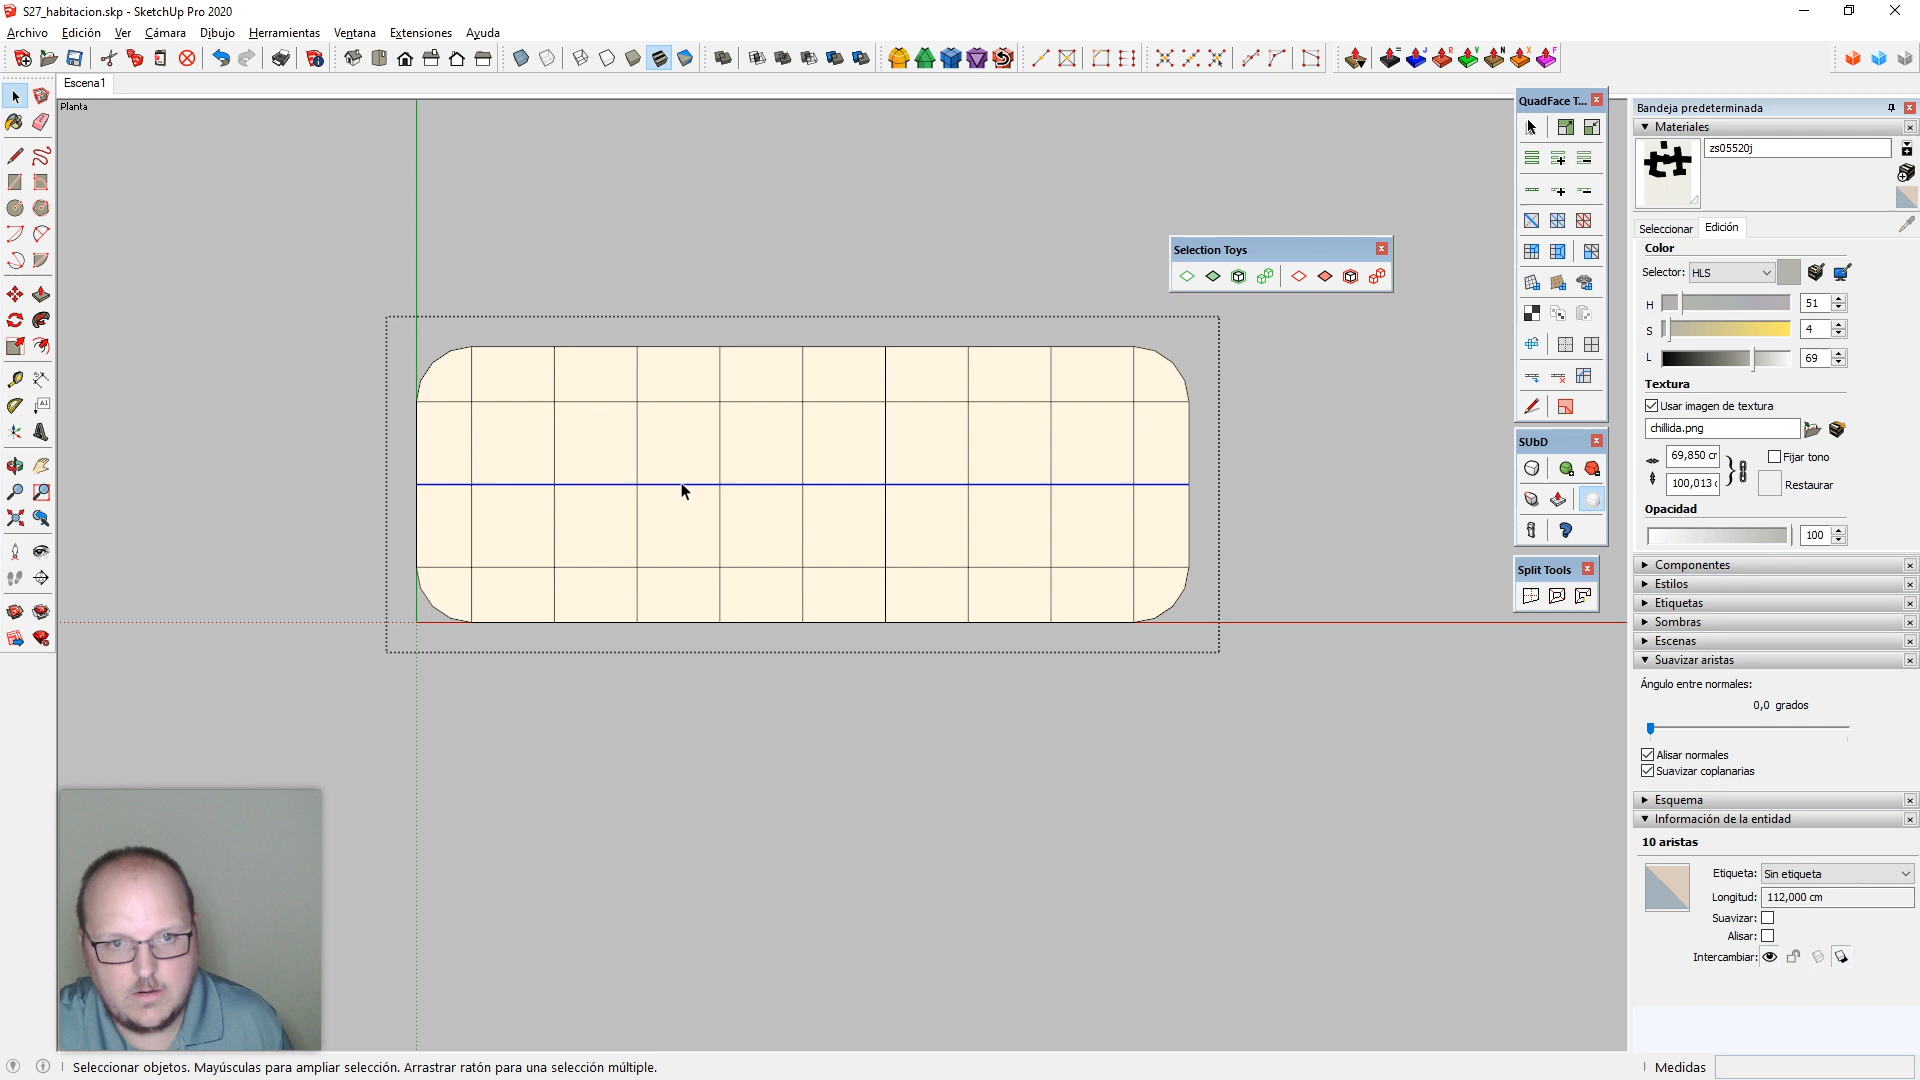 S27_habitacion.skp - SketchUp Pro 2020
Archivo Edición Ver Cámara Dibujo Herramientas Ventana Extensiones Ayuda
Escena1
Planta
QuadFace T...
Selection Toys
SUbD
Split Tools
Bandeja predeterminada
Materiales
zs05520j
Seleccionar Edición
Color
Selector: HLS
H 51
S 4
L 69
Textura
Usar imagen de textura
chillida.png
69,850 cr
Fijar tono
100,013
Restaurar
Opacidad
100
Componentes
Estilos
Etiquetas
Sombras
Escenas
Suavizar aristas
Ángulo entre normales:
0,0 grados
Alisar normales
Suavizar coplanarias
Esquema
Información de la entidad
10 aristas
Etiqueta: Sin etiqueta
Longitud: 112,000 cm
Suavizar:
Alisar:
Intercambiar:
Seleccionar objetos. Mayúsculas para ampliar selección. Arrastrar ratón para una selección múltiple.
Medidas